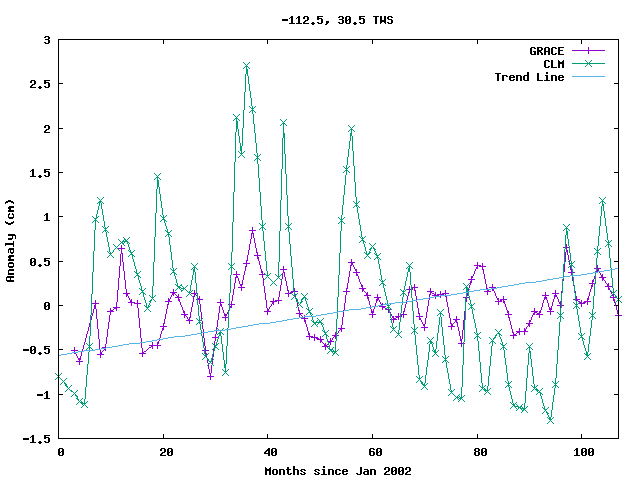 -112.5, 30.5 TWS
GRACE
CLM
Trend Line
3
2.5
2
1.5
1
0.5
0
-0.5
-1
-1.5
Anomaly (cm)
0 20 40 60 80 100
Months since Jan 2002